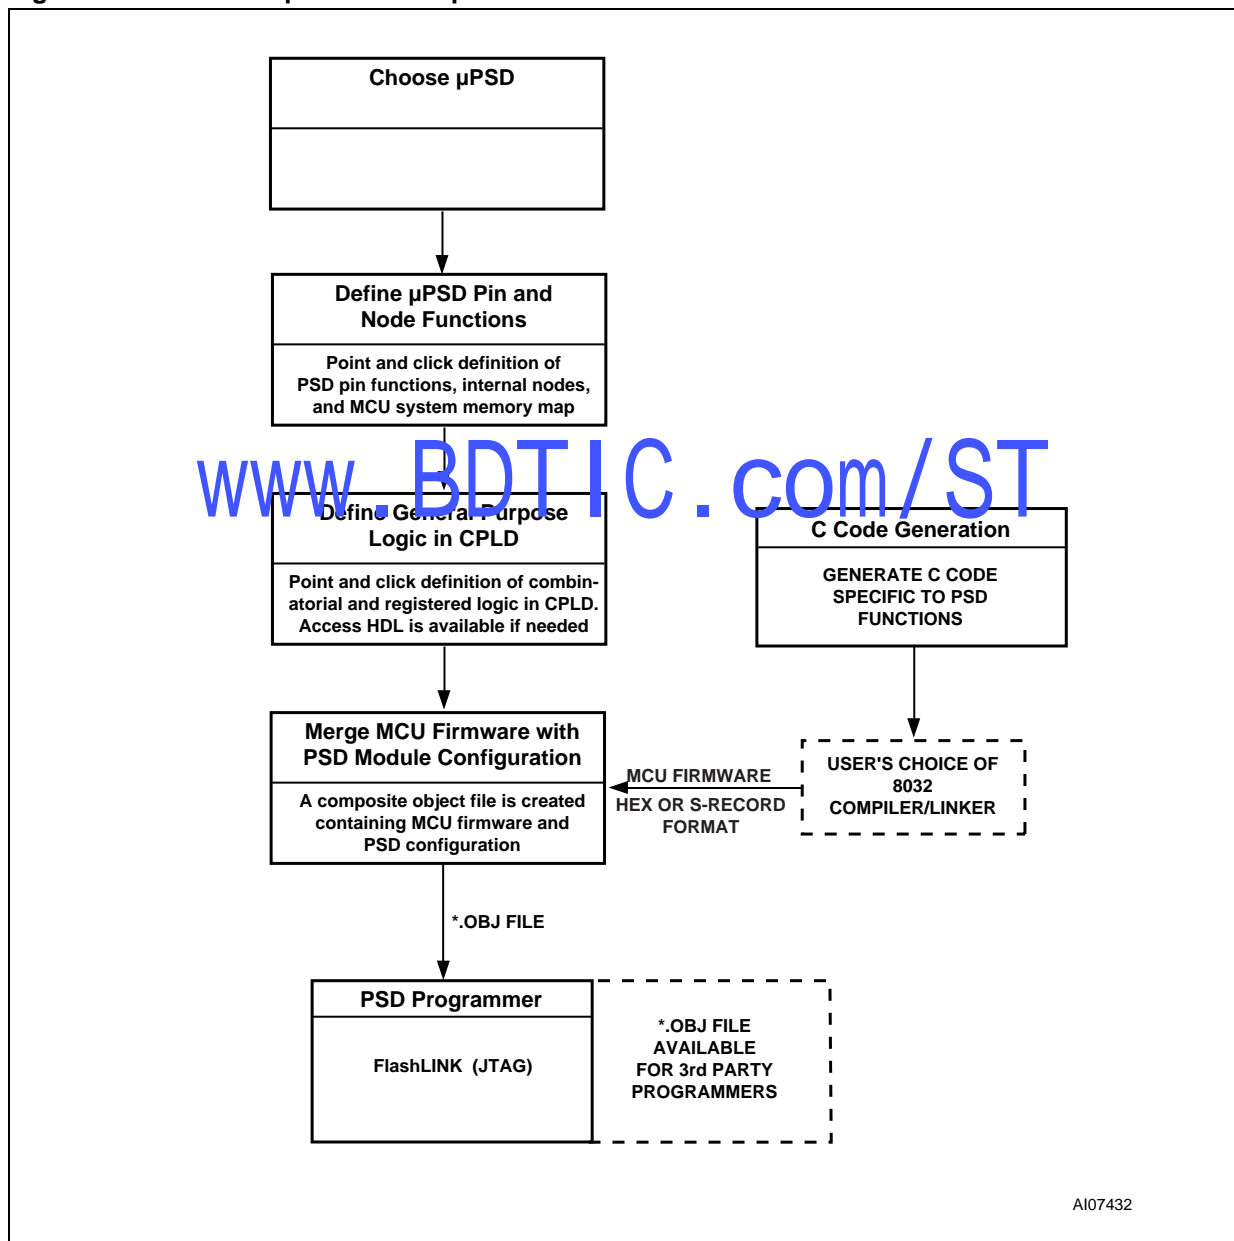 Choose µPSD
Define µPSD Pin and
Node Functions
Point and click definition of
PSD pin functions, internal nodes,
and MCU system memory map
www.BDTIC.com/ST
Define General Purpose
Logic in CPLD
Point and click definition of combin-
atorial and registered logic in CPLD.
Access HDL is available if needed
C Code Generation
GENERATE C CODE
SPECIFIC TO PSD
FUNCTIONS
Merge MCU Firmware with
PSD Module Configuration
A composite object file is created
containing MCU firmware and
PSD configuration
MCU FIRMWARE
HEX OR S-RECORD
FORMAT
USER'S CHOICE OF
8032
COMPILER/LINKER
*.OBJ FILE
PSD Programmer
FlashLINK (JTAG)
*.OBJ FILE
AVAILABLE
FOR 3rd PARTY
PROGRAMMERS
AI07432